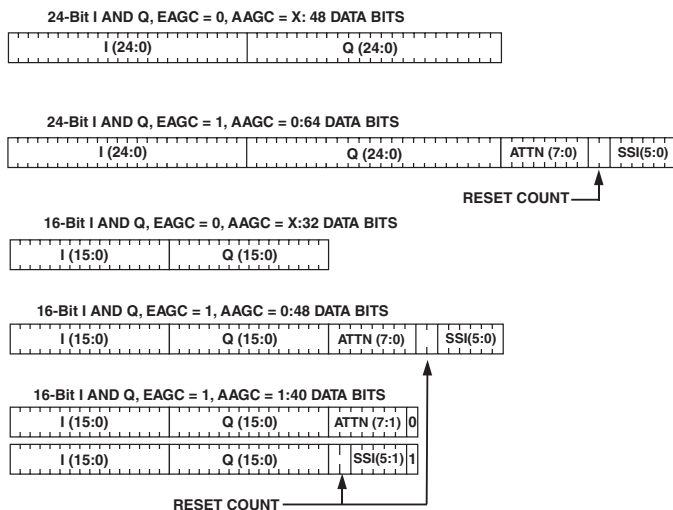 24-Bit I AND Q, EAGC = 0, AAGC = X: 48 DATA BITS
I (24:0) Q (24:0)
24-Bit I AND Q, EAGC = 1, AAGC = 0:64 DATA BITS
I (24:0) Q (24:0) ATTN (7:0) SSI(5:0)
RESET COUNT
16-Bit I AND Q, EAGC = 0, AAGC = X:32 DATA BITS
I (15:0) Q (15:0)
16-Bit I AND Q, EAGC = 1, AAGC = 0:48 DATA BITS
I (15:0) Q (15:0) ATTN (7:0) SSI(5:0)
16-Bit I AND Q, EAGC = 1, AAGC = 1:40 DATA BITS
I (15:0) Q (15:0) ATTN (7:1) 0
I (15:0) Q (15:0) SSI(5:1) 1
RESET COUNT